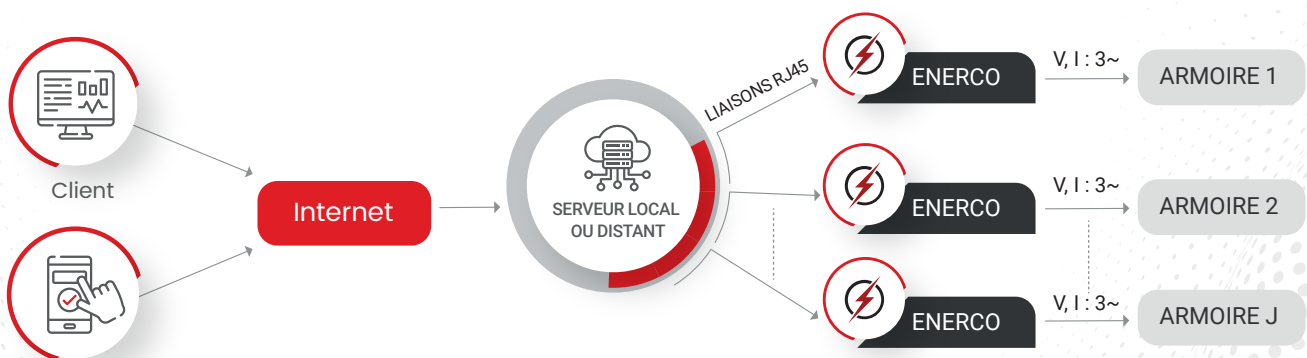 Client
Internet
SERVEUR LOCAL
OU DISTANT
LIAISONS RJ45
ENERCO
V, I : 3~
ARMOIRE 1
ENERCO
V, I : 3~
ARMOIRE 2
ENERCO
V, I : 3~
ARMOIRE J